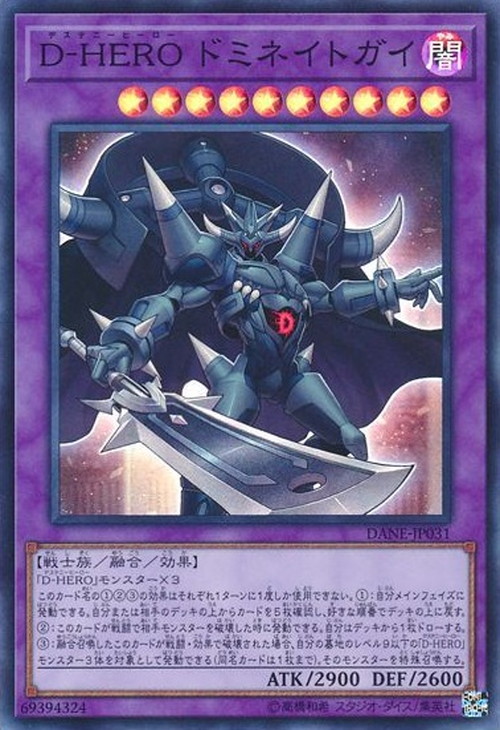 デステニーヒーロー
D-HERO ドミネイトガイ
やみ
闇
D
DANE-JP031
【戦士族／融合／効果】
「D-HERO」モンスター×3
このカード名の①②③の効果はそれぞれ1ターンに1度しか使用できない。①：自分メインフェイズに
発動できる。自分または相手のデッキの上からカードを5枚確認し、好きな順番でデッキの上に戻す。
②：このカードが戦闘で相手モンスターを破壊した時に発動できる。自分はデッキから1枚ドローする。
③：融合召喚したこのカードが戦闘・効果で破壊された場合、自分の墓地のレベル9以下の「D-HERO」
モンスター3体を対象として発動できる（同名カードは1枚まで）。そのモンスターを特殊召喚する。
ATK/2900 DEF/2600
69394324
©高橋和希 スタジオ・ダイス/集英社